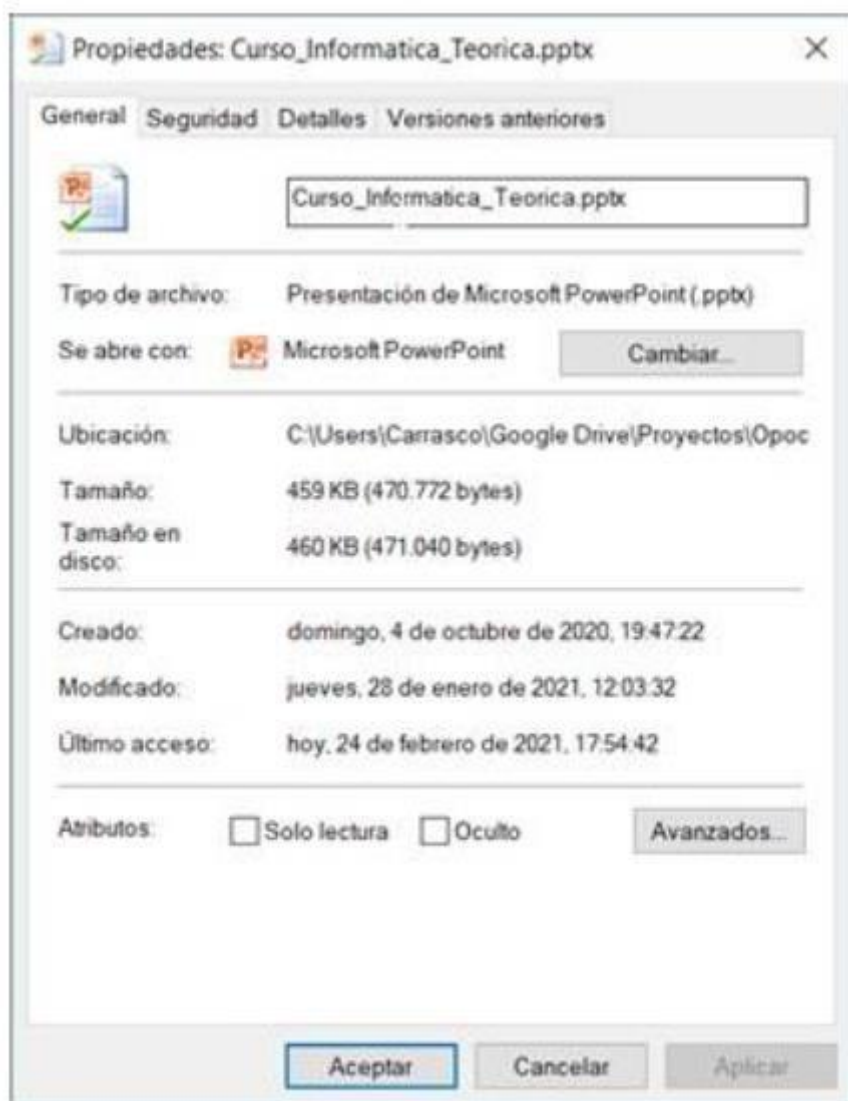 Propiedades: Curso_Informatica_Teorica.pptx
General Seguridad Detalles Versiones anteriores
Curso_Informatica_Teorica.pptx
Tipo de archivo: Presentación de Microsoft PowerPoint (.pptx)
Se abre con: Microsoft PowerPoint Cambiar...
Ubicación: C:\Users\Carrasco\Google Drive\Proyectos\Opoc
Tamaño: 459 KB (470.772 bytes)
Tamaño en
disco: 460 KB (471.040 bytes)
Creado: domingo, 4 de octubre de 2020, 19:47:22
Modificado: jueves, 28 de enero de 2021, 12:03:32
Último acceso: hoy, 24 de febrero de 2021, 17:54:42
Atributos: Solo lectura Oculto Avanzados...
Aceptar Cancelar Aplicar